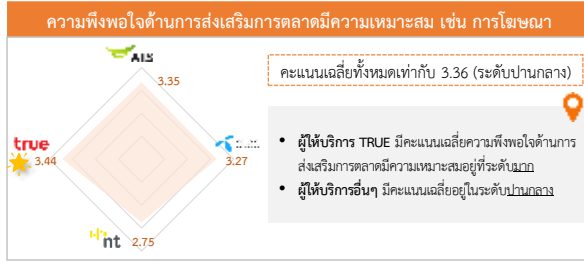 ความพึงพอใจด้านการส่งเสริมการตลาดมีความเหมาะสม เช่น การโฆษณา
AIS
3.35
คะแนนเฉลี่ยทั้งหมดเท่ากับ 3.36 (ระดับปานกลาง)
true
3.44
3.27
nt
2.75
• ผู้ให้บริการ TRUE มีคะแนนเฉลี่ยความพึงพอใจด้านการ
ส่งเสริมการตลาดมีความเหมาะสมอยู่ที่ระดับมาก
• ผู้ให้บริการอื่นๆ มีคะแนนเฉลี่ยอยู่ในระดับปานกลาง